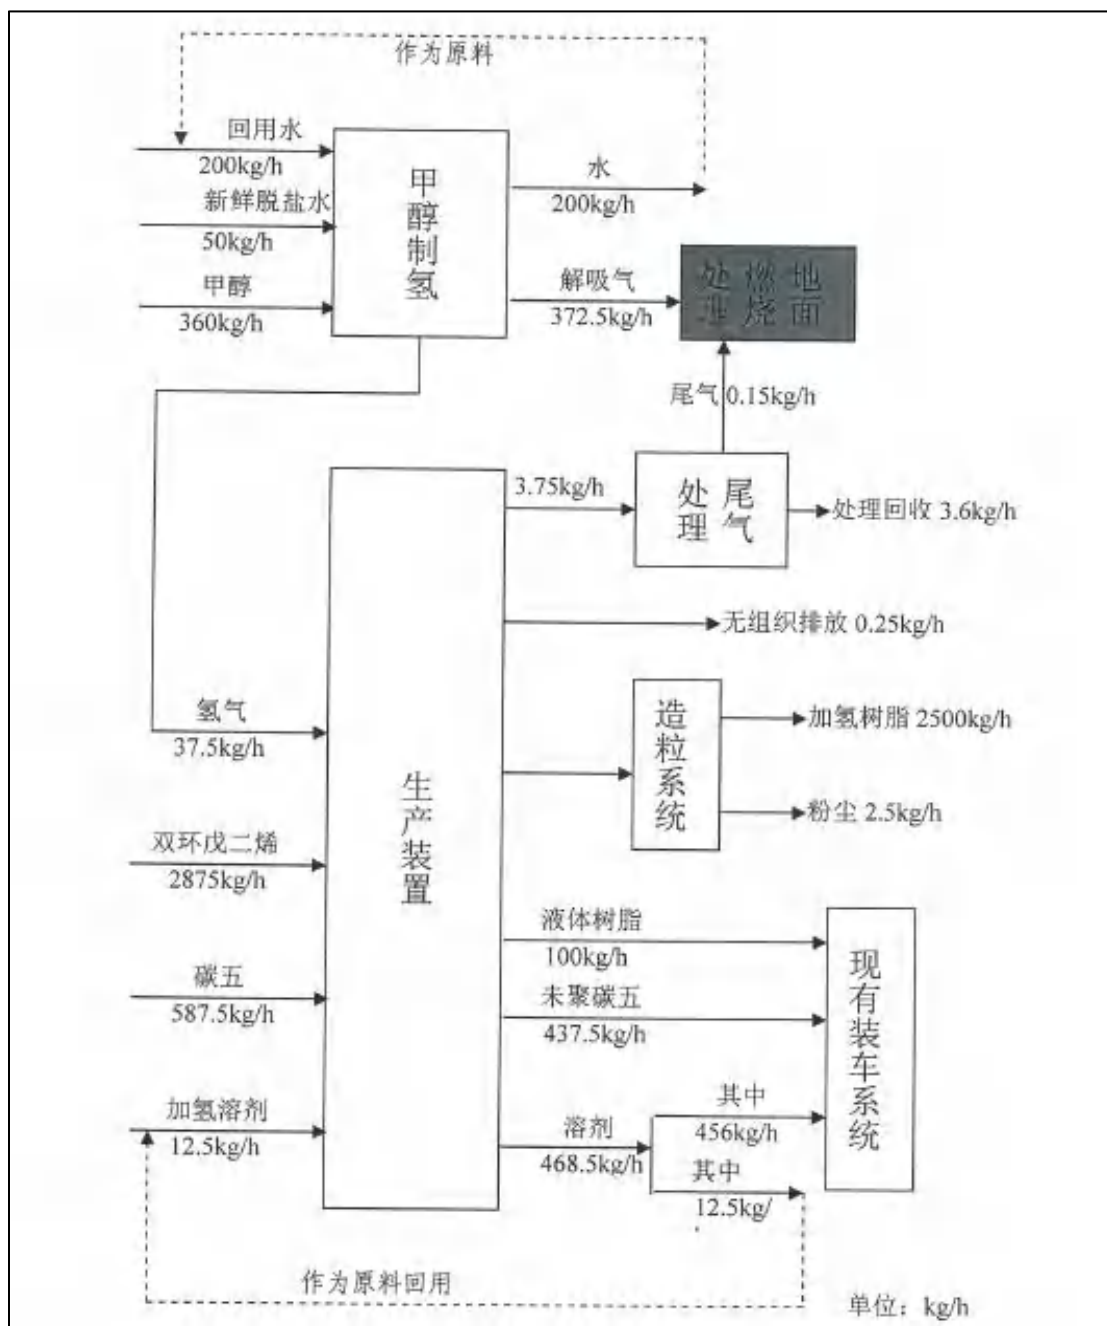 作为原料
回用水
200kg/h
新鲜脱盐水
50kg/h
甲醇
360kg/h
甲醇制氢
水
200kg/h
解吸气
372.5kg/h
地面
燃烧
处理
尾气 0.15kg/h
3.75kg/h
尾气
处理
处理回收 3.6kg/h
无组织排放 0.25kg/h
氢气
37.5kg/h
双环戊二烯
2875kg/h
碳五
587.5kg/h
加氢溶剂
12.5kg/h
生产装置
造粒系统
加氢树脂 2500kg/h
粉尘 2.5kg/h
液体树脂
100kg/h
未聚碳五
437.5kg/h
溶剂
468.5kg/h
其中
456kg/h
其中
12.5kg/
现有装车系统
作为原料回用
单位：kg/h